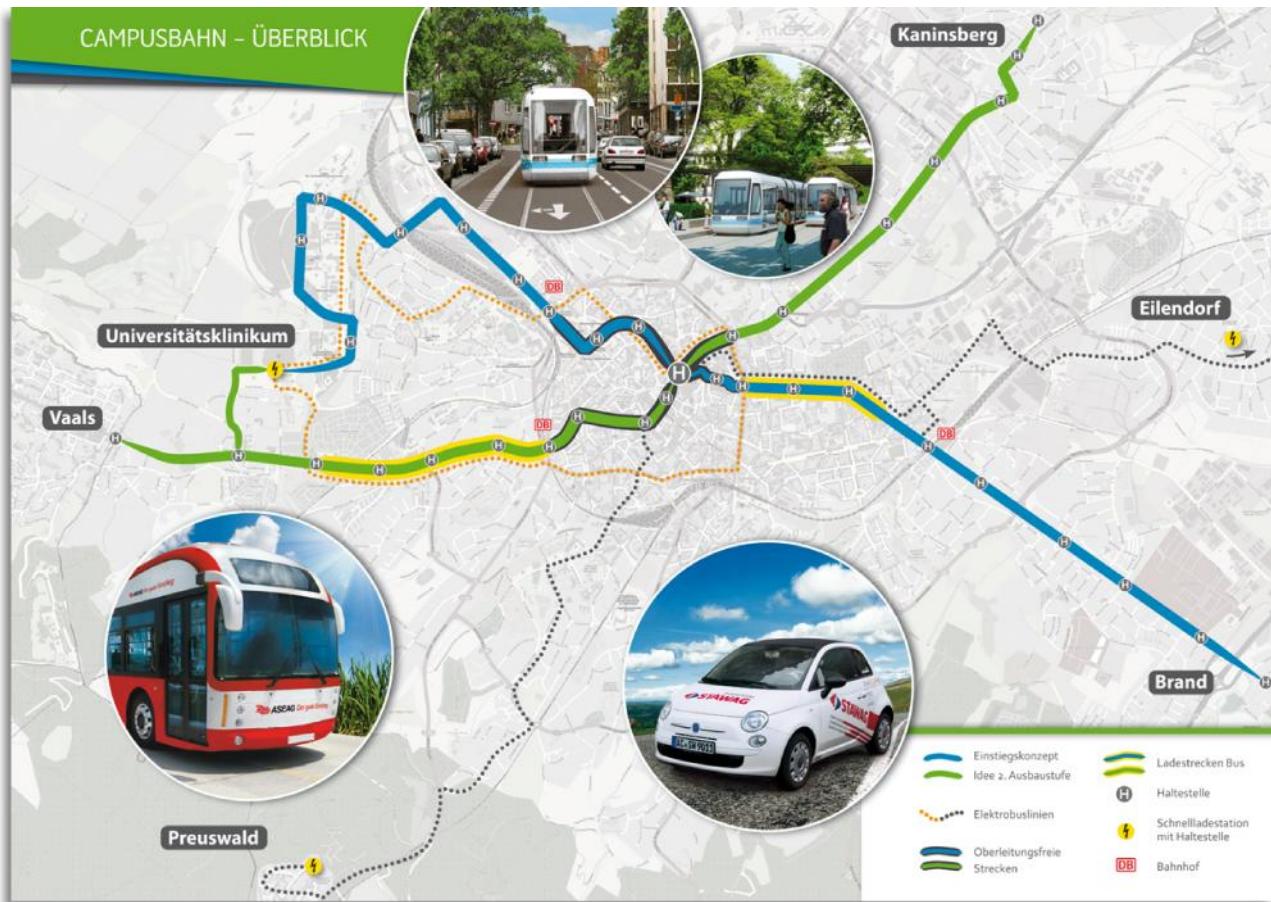 CAMPUSBAHN – ÜBERBLICK
Kaninsberg
DB
Eilendorf
Universitätsklinikum
H
Vaals
DB
DB
ASEAG
STAWAG
STAWAG
Brand
Preuswald
Einstiegskonzept
Idee 2. Ausbaustufe
Elektrobuslinien
Oberleitungsfreie
Strecken
Ladestrecken Bus
H
Haltestelle
Schnellladestation
mit Haltestelle
DB
Bahnhof